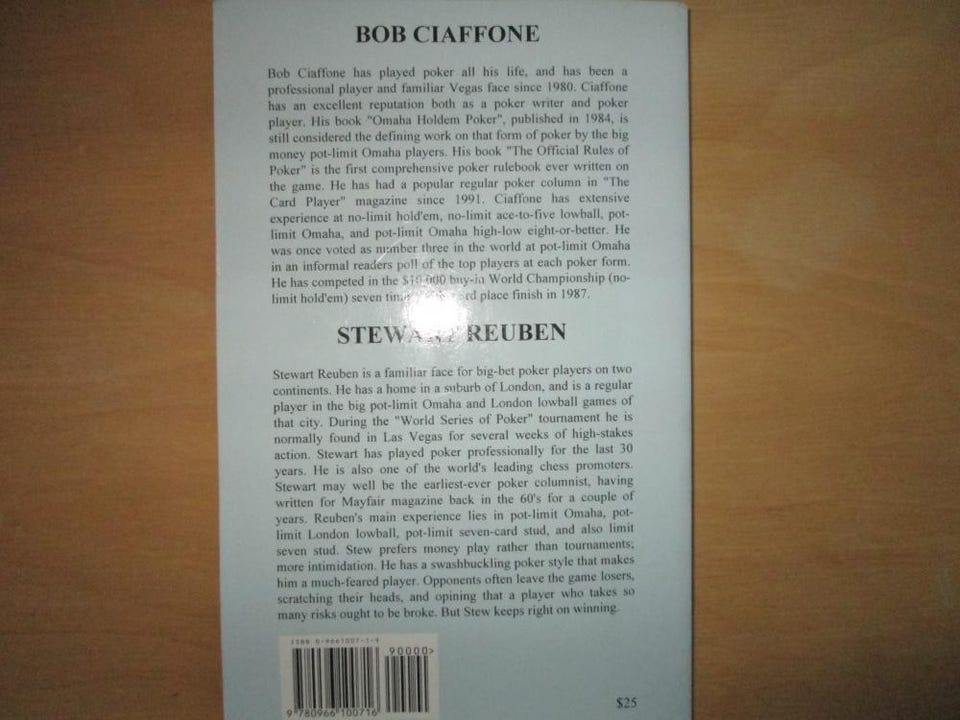 BOB CIAFFONE
Bob Ciaffone has played poker all his life, and has been a
professional player and familiar Vegas face since 1980. Ciaffone
has an excellent reputation both as a poker writer and poker
player. His book "Omaha Holdem Poker", published in 1984, is
still considered the defining work on that form of poker by the big
money pot-limit Omaha players. His book "The Official Rules of
Poker" is the first comprehensive poker rulebook ever written on
the game. He has had a popular regular poker column in "The
Card Player" magazine since 1991. Ciaffone has extensive
experience at no-limit hold'em, no-limit ace-to-five lowball, pot-
limit Omaha, and pot-limit Omaha high-low eight-or-better. He
was once voted as number three in the world at pot-limit Omaha
in an informal readers poll of the top players at each poker form.
He has competed in the $10,000 buy-in World Championship (no-
limit hold'em) seven place finish in 1987.
STEWART REUBEN
Stewart Reuben is a familiar face for big-bet poker players on two
continents. He has a home in a suburb of London, and is a regular
player in the big pot-limit Omaha and London lowball games of
that city. During the "World Series of Poker" tournament he is
normally found in Las Vegas for several weeks of high-stakes
action. Stewart has played poker professionally for the last 30
years. He is also one of the world's leading chess promoters.
Stewart may well be the earliest-ever poker columnist, having
written for Mayfair magazine back in the 60's for a couple of
years. Reuben's main experience lies in pot-limit Omaha, pot-
limit London lowball, pot-limit seven-card stud, and also limit
seven stud. Stew prefers money play rather than tournaments;
more intimidation. He has a swashbuckling poker style that makes
him a much-feared player. Opponents often leave the game losers,
scratching their heads, and opining that a player who takes so
many risks ought to be broke. But Stew keeps right on winning.
ISBN 0-9661007-1-9
90000>
9 780966 100716
$25